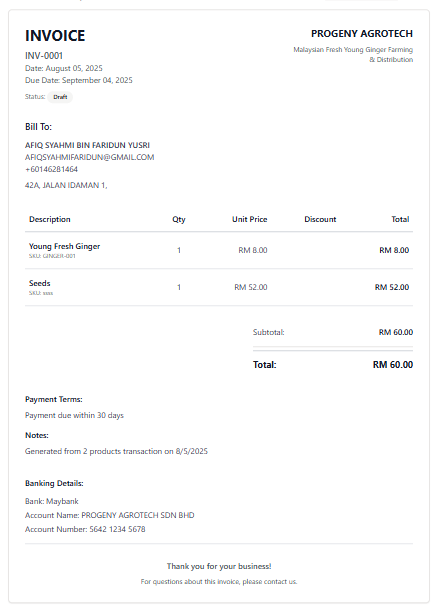 INVOICE
PROGENY AGROTECH
INV-0001
Malaysian Fresh Young Ginger Farming
& Distribution
Date: August 05, 2025
Due Date: September 04, 2025
Status: Draft
Bill To:
AFIQ SYAHMI BIN FARIDUN YUSRI
AFIQSYAHMIFARIDUN@GMAIL.COM
+60146281464
42A, JALAN IDAMAN 1,
Description Qty Unit Price Discount Total
Young Fresh Ginger 1 RM 8.00 RM 8.00
SKU: GINGER-001
Seeds 1 RM 52.00 RM 52.00
SKU: ssss
Subtotal: RM 60.00
Total: RM 60.00
Payment Terms:
Payment due within 30 days
Notes:
Generated from 2 products transaction on 8/5/2025
Banking Details:
Bank: Maybank
Account Name: PROGENY AGROTECH SDN BHD
Account Number: 5642 1234 5678
Thank you for your business!
For questions about this invoice, please contact us.